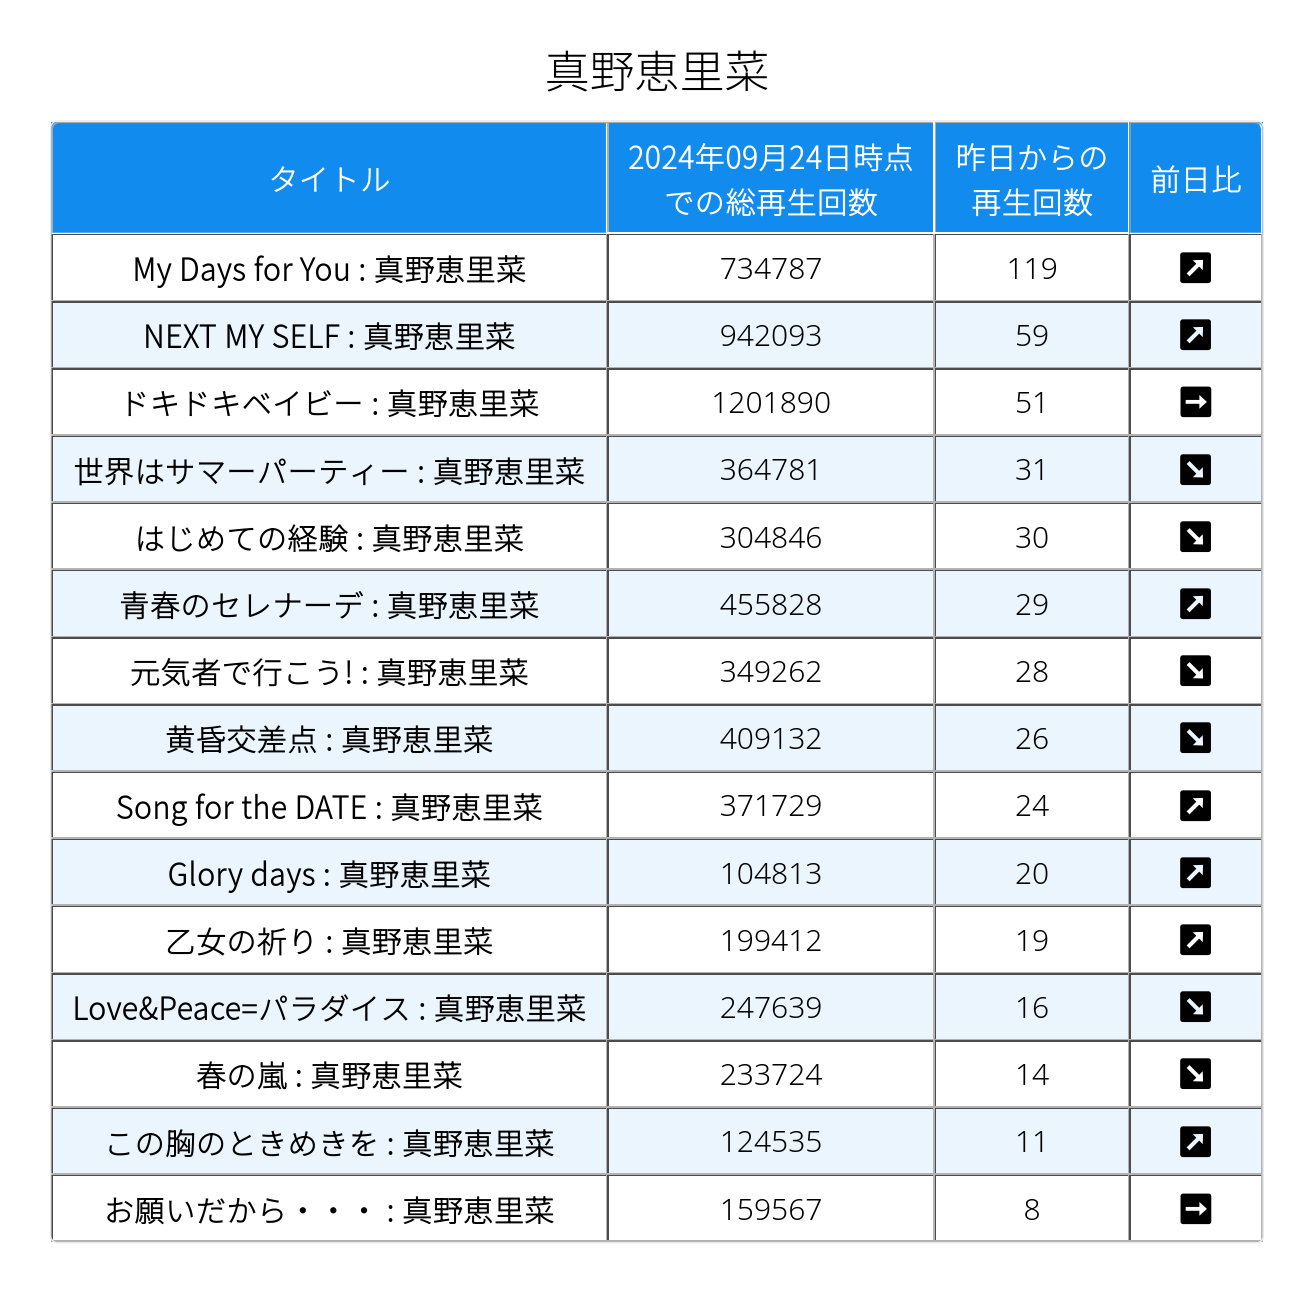 真野恵里菜
タイトル 2024年09月24日時点での総再生回数 昨日からの再生回数 前日比
My Days for You : 真野恵里菜 734787 119 ↗
NEXT MY SELF : 真野恵里菜 942093 59 ↗
ドキドキベイビー : 真野恵里菜 1201890 51 →
世界はサマーパーティー : 真野恵里菜 364781 31 ↘
はじめての経験 : 真野恵里菜 304846 30 ↘
青春のセレナーデ : 真野恵里菜 455828 29 ↗
元気者で行こう! : 真野恵里菜 349262 28 ↘
黄昏交差点 : 真野恵里菜 409132 26 ↘
Song for the DATE : 真野恵里菜 371729 24 ↗
Glory days : 真野恵里菜 104813 20 ↗
乙女の祈り : 真野恵里菜 199412 19 ↗
Love&Peace=パラダイス : 真野恵里菜 247639 16 ↘
春の嵐 : 真野恵里菜 233724 14 ↘
この胸のときめきを : 真野恵里菜 124535 11 ↗
お願いだから・・・ : 真野恵里菜 159567 8 →